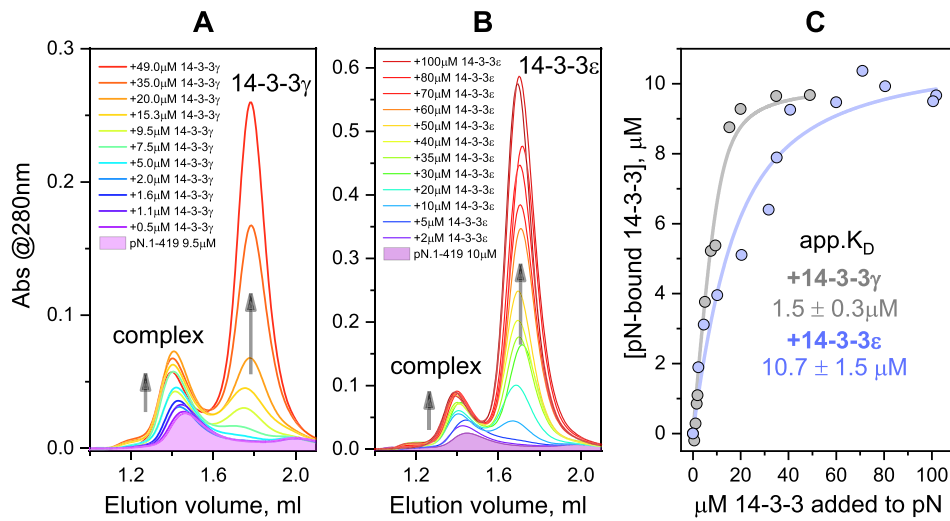 A
B
C
+49.0μM 14-3-3γ
+35.0μM 14-3-3γ
+20.0μM 14-3-3γ
+15.3μM 14-3-3γ
+9.5μM 14-3-3γ
+7.5μM 14-3-3γ
+5.0μM 14-3-3γ
+2.0μM 14-3-3γ
+1.6μM 14-3-3γ
+1.1μM 14-3-3γ
+0.5μM 14-3-3γ
pN.1-419 9.5μM
14-3-3γ
complex
0.3
0.2
0.1
0.0
Abs @280nm
1.2 1.6 2.0
Elution volume, ml
+100μM 14-3-3ε
+80μM 14-3-3ε
+70μM 14-3-3ε
+60μM 14-3-3ε
+50μM 14-3-3ε
+40μM 14-3-3ε
+35μM 14-3-3ε
+30μM 14-3-3ε
+20μM 14-3-3ε
+10μM 14-3-3ε
+5μM 14-3-3ε
+2μM 14-3-3ε
pN.1-419 10μM
14-3-3ε
complex
0.6
0.5
0.4
0.3
0.2
0.1
0.0
1.2 1.6 2.0
Elution volume, ml
10
8
6
4
2
0
[pN-bound 14-3-3], μM
app.K_D
+14-3-3γ
1.5 ± 0.3μM
+14-3-3ε
10.7 ± 1.5 μM
0 20 40 60 80 100
μM 14-3-3 added to pN